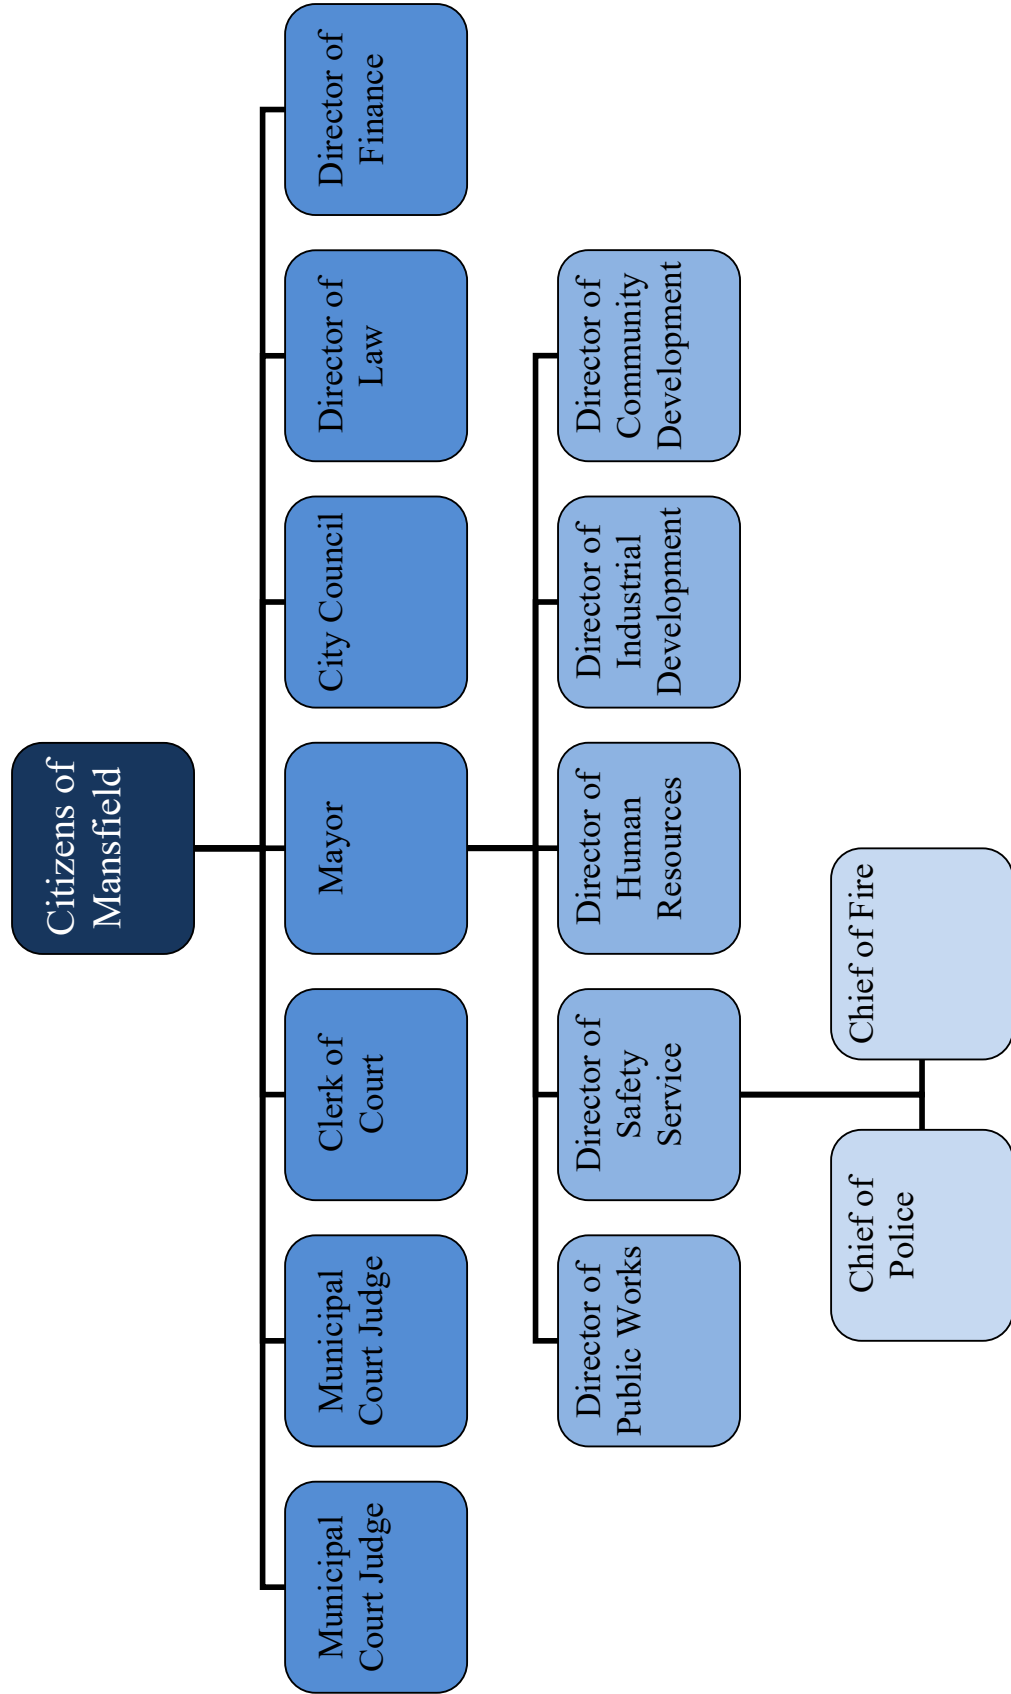 Citizens of
Mansfield
Municipal
Court Judge
Municipal
Court Judge
Clerk of
Court
Mayor
City Council
Director of
Law
Director of
Finance
Director of
Public Works
Director of
Safety
Service
Director of
Human
Resources
Director of
Industrial
Development
Director of
Community
Development
Chief of
Police
Chief of Fire